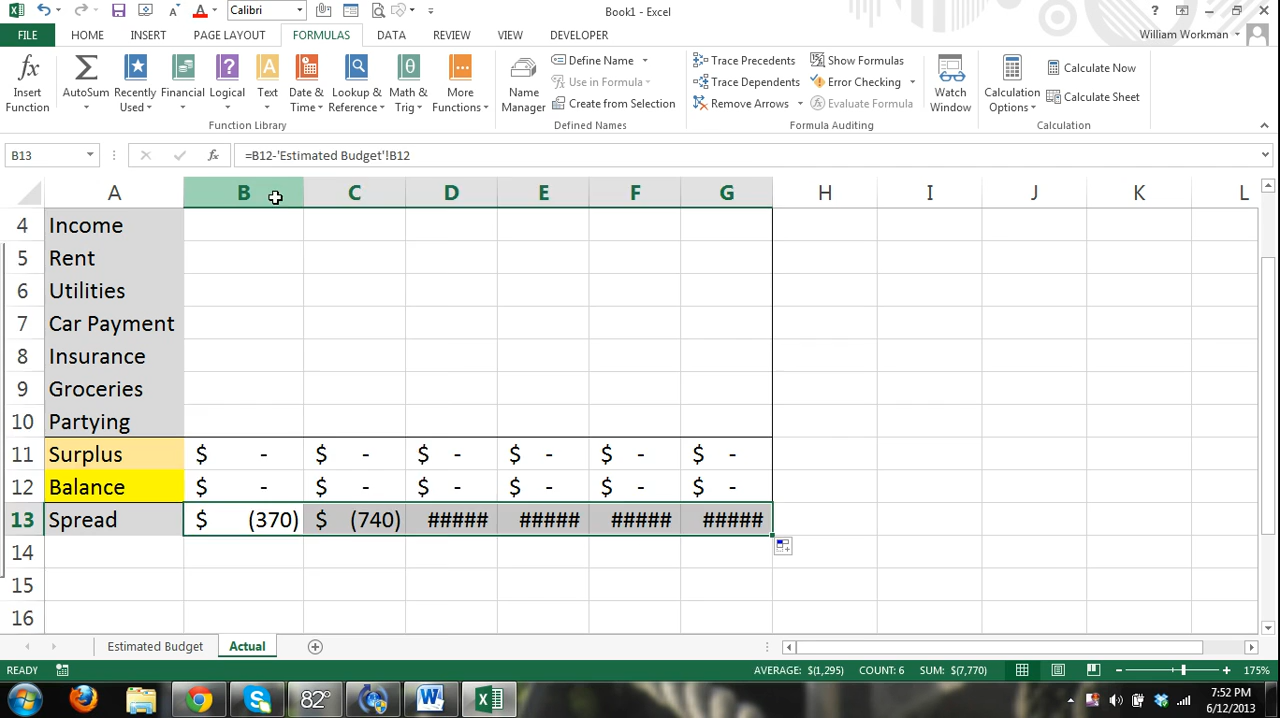 Calibri
Book1 - Excel
?
FILE HOME INSERT PAGE LAYOUT FORMULAS DATA REVIEW VIEW DEVELOPER William Workman
fx Insert Function
Σ AutoSum
Recently Used
Financial
Logical
A Text
Date & Time
Lookup & Reference
θ Math & Trig
More Functions
Function Library
Name Manager
Define Name
Use in Formula
Create from Selection
Defined Names
Trace Precedents
Trace Dependents
Remove Arrows
Show Formulas
Error Checking
Evaluate Formula
Formula Auditing
Watch Window
Calculation Options
Calculate Now
Calculate Sheet
Calculation
B13 fx =B12-'Estimated Budget'!B12
A B C D E F G H I J K L
4 Income
5 Rent
6 Utilities
7 Car Payment
8 Insurance
9 Groceries
10 Partying
11 Surplus $ - $ - $ - $ - $ - $ -
12 Balance $ - $ - $ - $ - $ - $ -
13 Spread $ (370) $ (740) ##### ##### ##### #####
14
15
16
Estimated Budget Actual
READY AVERAGE: $(1,295) COUNT: 6 SUM: $(7,770) 175%
82°
7:52 PM
6/12/2013